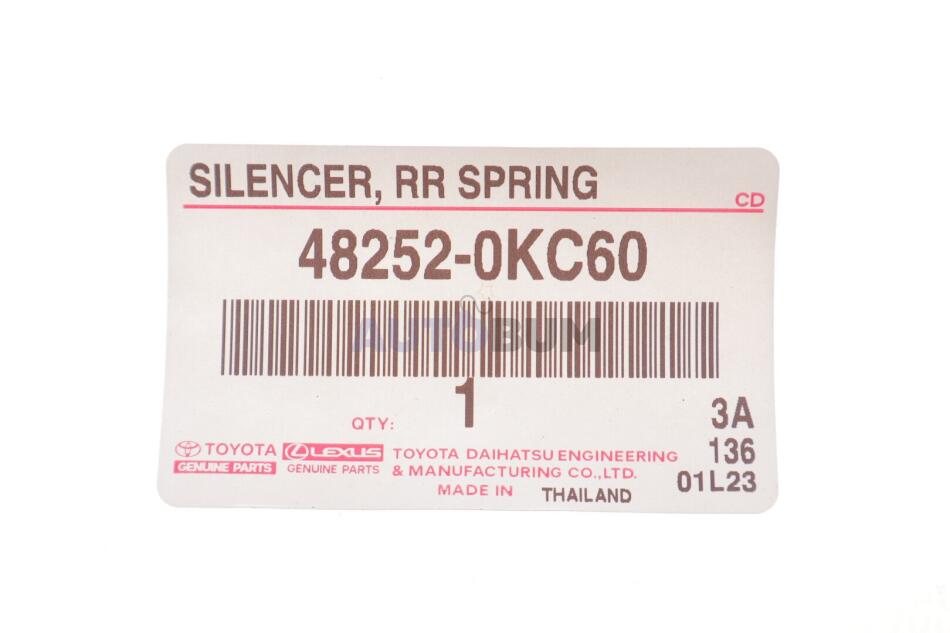 SILENCER, RR SPRING
CD
48252-0KC60
AUTOBUM
1
QTY:
3A
TOYOTA
GENUINE PARTS
LEXUS
GENUINE PARTS
TOYOTA DAIHATSU ENGINEERING
& MANUFACTURING CO.,LTD.
136
MADE IN THAILAND
01L23